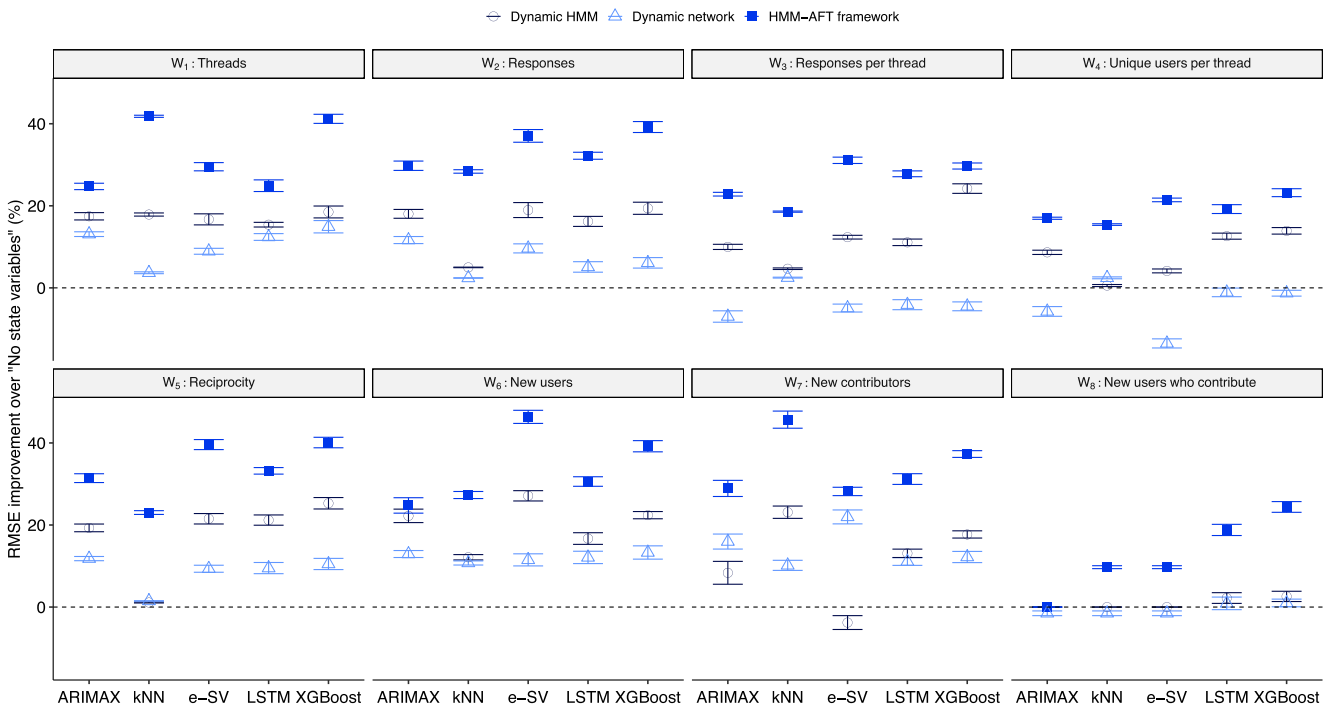 Dynamic HMM Dynamic network HMM−AFT framework
W₁ : Threads W₂ : Responses W₃ : Responses per thread W₄ : Unique users per thread
40
20
0
RMSE improvement over "No state variables" (%)
W₅ : Reciprocity W₆ : New users W₇ : New contributors W₈ : New users who contribute
40
20
0
ARIMAX kNN e−SV LSTM XGBoost ARIMAX kNN e−SV LSTM XGBoost ARIMAX kNN e−SV LSTM XGBoost ARIMAX kNN e−SV LSTM XGBoost